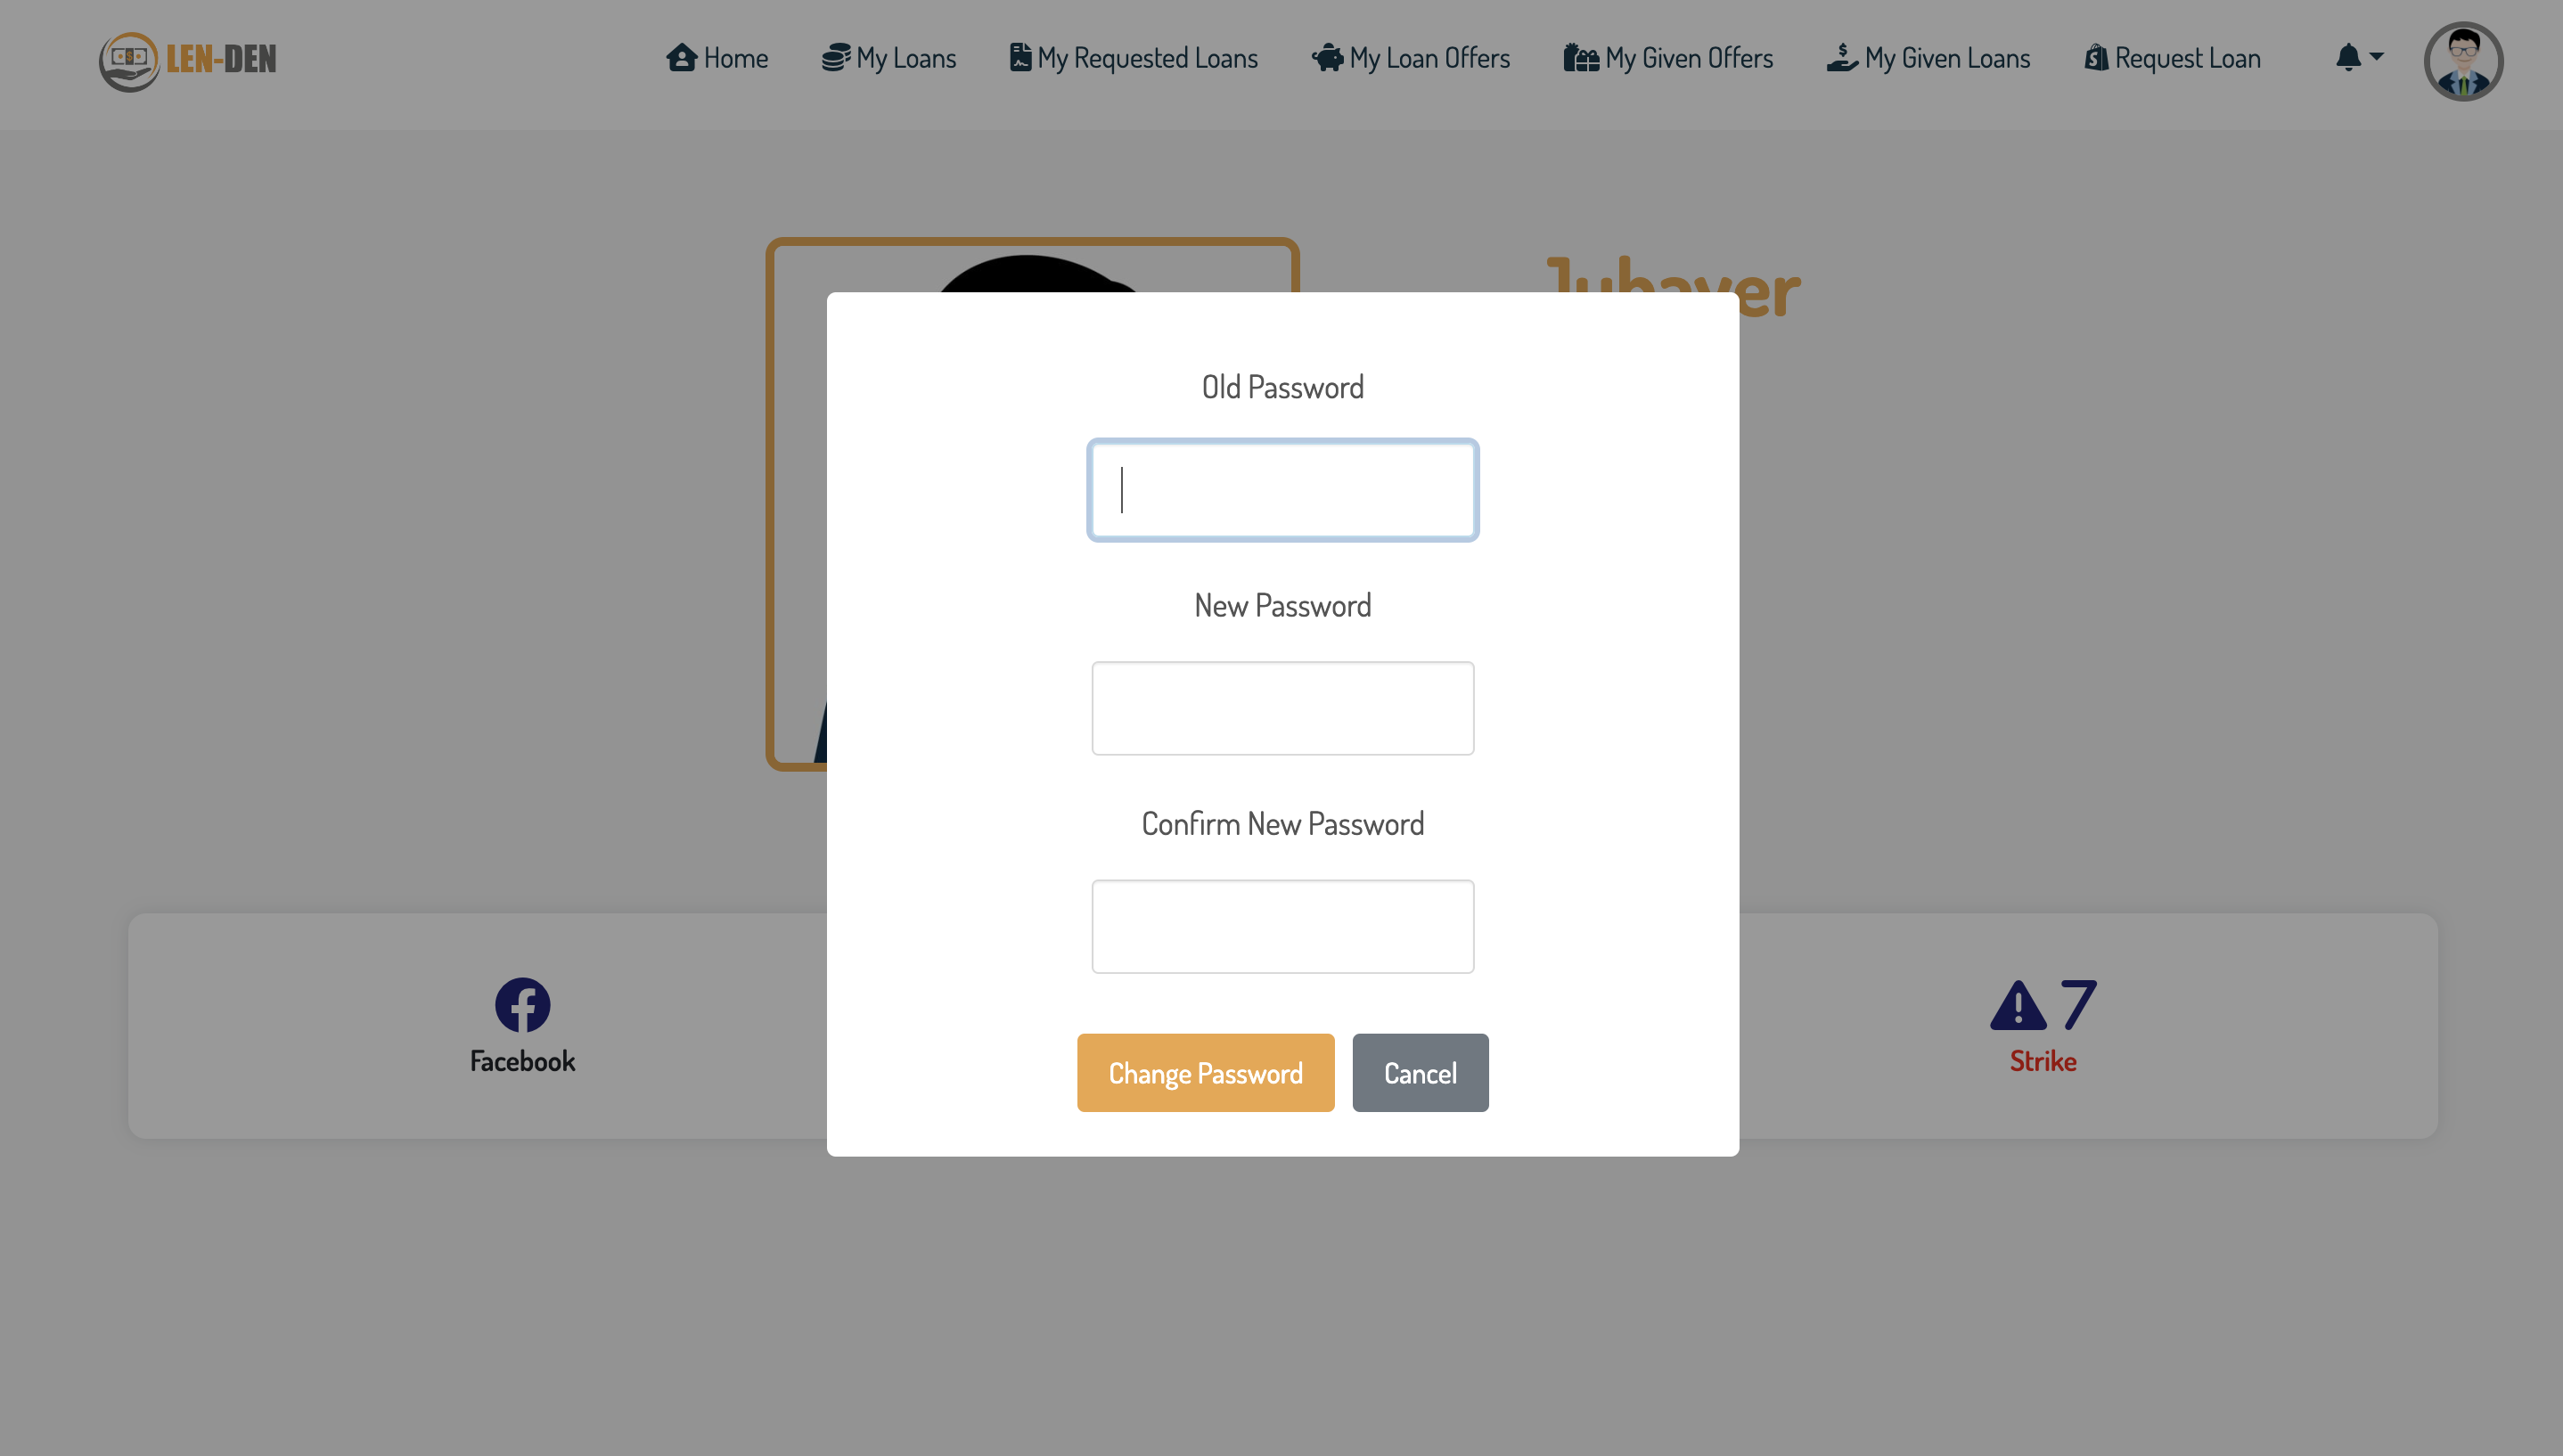 LEN-DEN
Home My Loans My Requested Loans My Loan Offers My Given Offers My Given Loans Request Loan
Old Password
New Password
Confirm New Password
Change Password Cancel
Facebook
7
Strike